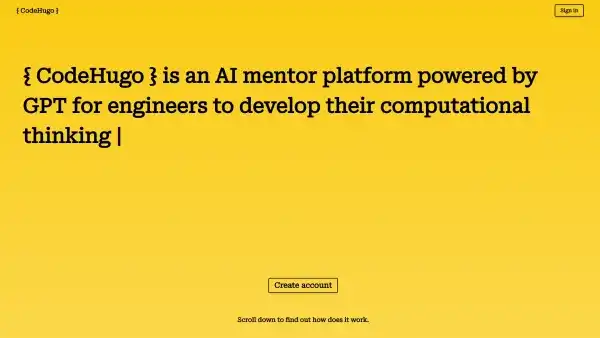 { CodeHugo }
Sign in
{ CodeHugo } is an AI mentor platform powered by
GPT for engineers to develop their computational
thinking |
Create account
Scroll down to find out how does it work.